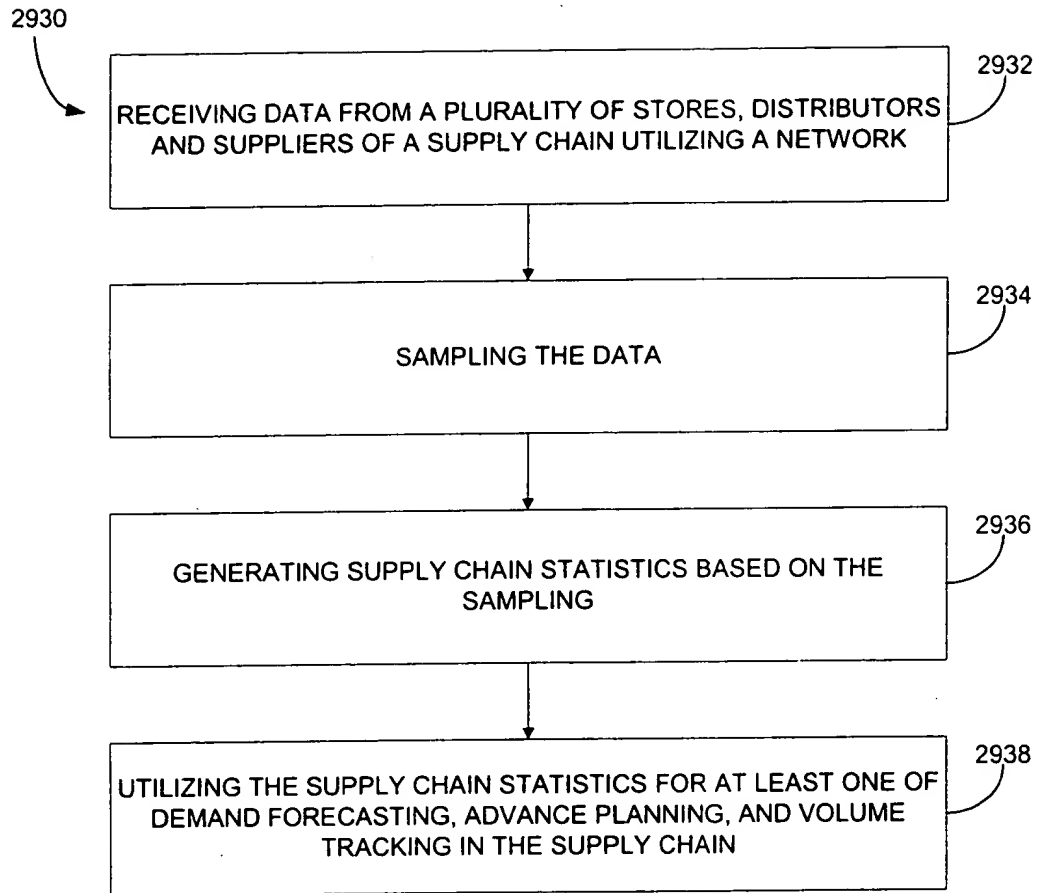 2930
2932
RECEIVING DATA FROM A PLURALITY OF STORES, DISTRIBUTORS
AND SUPPLIERS OF A SUPPLY CHAIN UTILIZING A NETWORK
2934
SAMPLING THE DATA
2936
GENERATING SUPPLY CHAIN STATISTICS BASED ON THE
SAMPLING
2938
UTILIZING THE SUPPLY CHAIN STATISTICS FOR AT LEAST ONE OF
DEMAND FORECASTING, ADVANCE PLANNING, AND VOLUME
TRACKING IN THE SUPPLY CHAIN